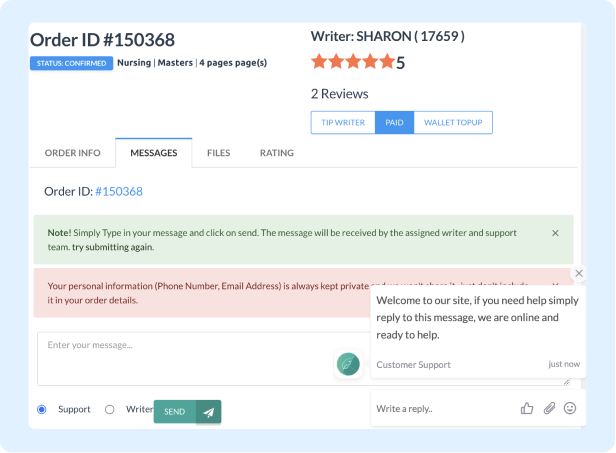 Order ID #150368
STATUS: CONFIRMED Nursing | Masters | 4 pages page(s)
Writer: SHARON ( 17659 )
5
2 Reviews
TIP WRITER PAID WALLET TOPUP
ORDER INFO MESSAGES FILES RATING
Order ID: #150368
Note! Simply Type in your message and click on send. The message will be received by the assigned writer and support
team. try submitting again.
Your personal information (Phone Number, Email Address) is always kept private
it in your order details.
Welcome to our site, if you need help simply
reply to this message, we are online and
ready to help.
Customer Support just now
Enter your message...
Support Writer SEND
Write a reply..